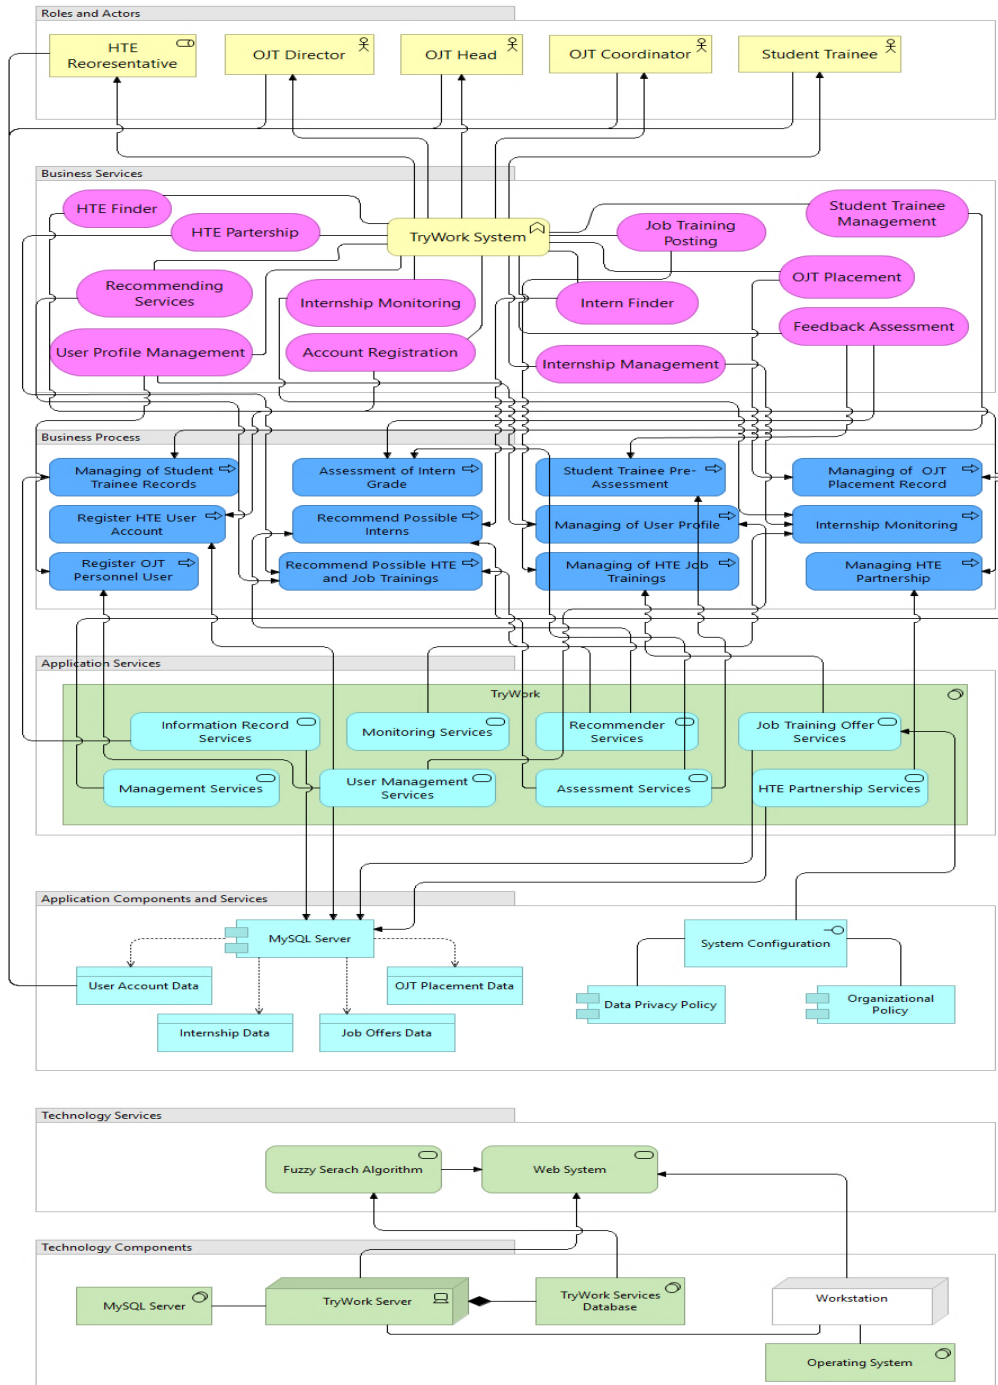 Roles and Actors
HTE
Reoresentative
OJT Director
OJT Head
OJT Coordinator
Student Trainee
Business Services
HTE Finder
HTE Partership
TryWork System
Job Training
Posting
Student Trainee
Management
Recommending
Services
Internship Monitoring
Intern Finder
OJT Placement
User Profile Management
Account Registration
Internship Management
Feedback Assessment
Business Process
Managing of Student
Trainee Records
Assessment of Intern
Grade
Student Trainee Pre-
Assessment
Managing of OJT
Placement Record
Register HTE User
Account
Recommend Possible
Interns
Managing of User Profile
Internship Monitoring
Register OJT
Personnel User
Recommend Possible HTE
and Job Trainings
Managing of HTE Job
Trainings
Managing HTE
Partnership
Application Services
TryWork
Information Record
Services
Monitoring Services
Recommender
Services
Job Training Offer
Services
Management Services
User Management
Services
Assessment Services
HTE Partnership Services
Application Components and Services
MySQL Server
System Configuration
User Account Data
OJT Placement Data
Data Privacy Policy
Organizational
Policy
Internship Data
Job Offers Data
Technology Services
Fuzzy Serach Algorithm
Web System
Technology Components
MySQL Server
TryWork Server
TryWork Services
Database
Workstation
Operating System